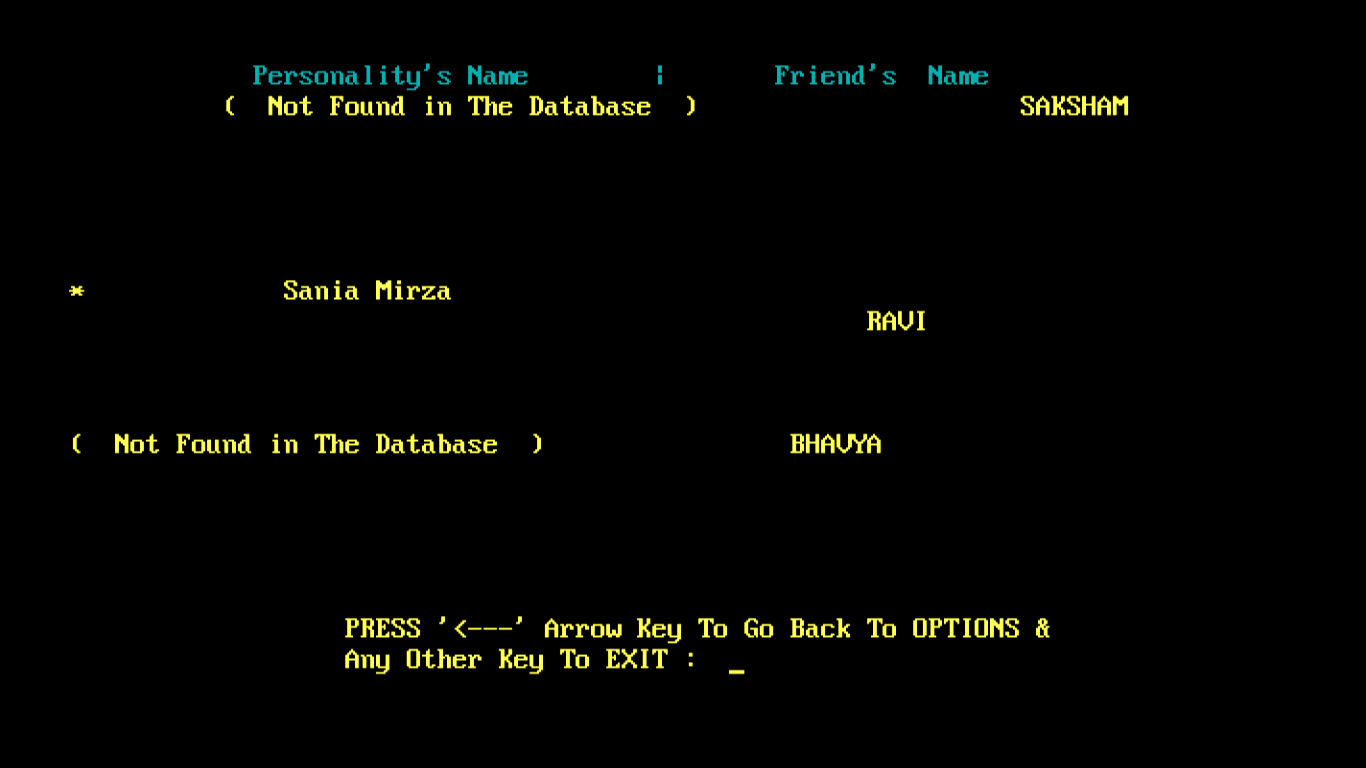 Personality's Name ¦ Friend's Name
( Not Found in The Database ) SAKSHAM
* Sania Mirza
RAVI
( Not Found in The Database ) BHAVYA
PRESS '<---' Arrow Key To Go Back To OPTIONS &
Any Other Key To EXIT : _